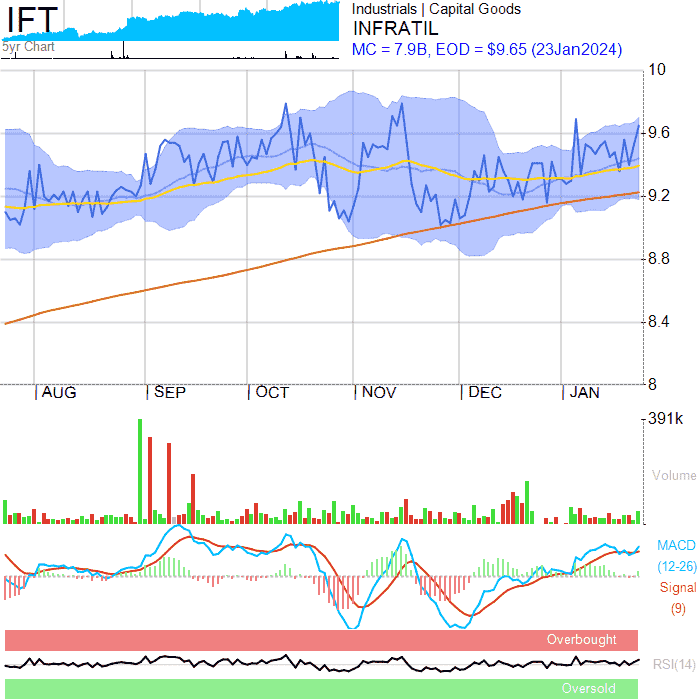 IFT
5yr Chart
Industrials | Capital Goods
INFRATIL
MC = 7.9B, EOD = $9.65 (23Jan2024)
10
9.6
9.2
8.8
8.4
8
AUG SEP OCT NOV DEC JAN
391k
Volume
MACD
(12-26)
Signal
(9)
Overbought
RSI(14)
Oversold